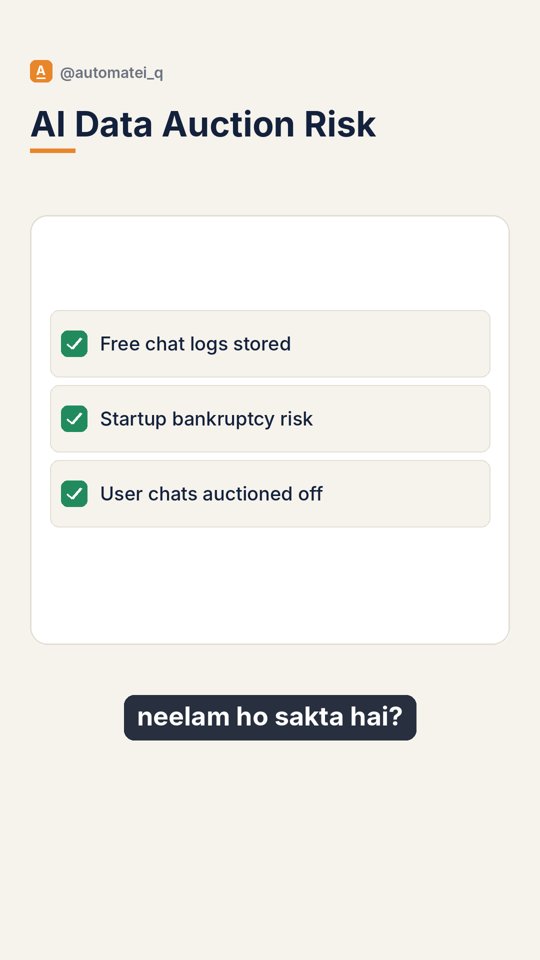 A
@automatei_q
AI Data Auction Risk
Free chat logs stored
Startup bankruptcy risk
User chats auctioned off
neelam ho sakta hai?